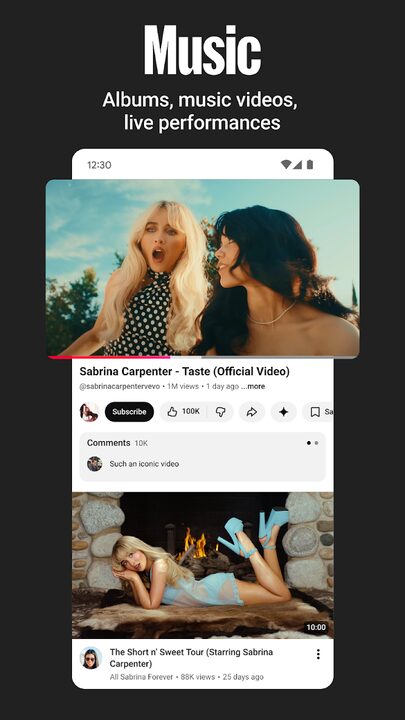 Music
Albums, music videos,
live performances
12:30
Sabrina Carpenter - Taste (Official Video)
@sabrinacarpentervevo • 1M views • 1 day ago ...more
Subscribe
100K
Sa
Comments 10K
Such an iconic video
10:00
The Short n' Sweet Tour (Starring Sabrina
Carpenter)
All Sabrina Forever • 88K views • 25 days ago